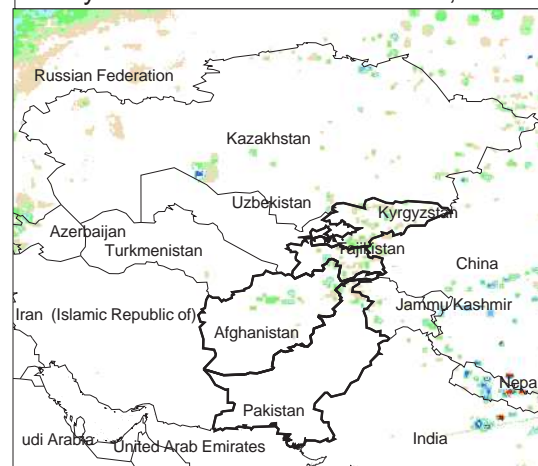 Russian Federation
Kazakhstan
Uzbekistan
Kyrgyzstan
Azerbaijan
Turkmenistan
Tajikistan
China
Iran (Islamic Republic of)
Jammu Kashmir
Afghanistan
Nepa
Pakistan
udi Arabia
United Arab Emirates
India